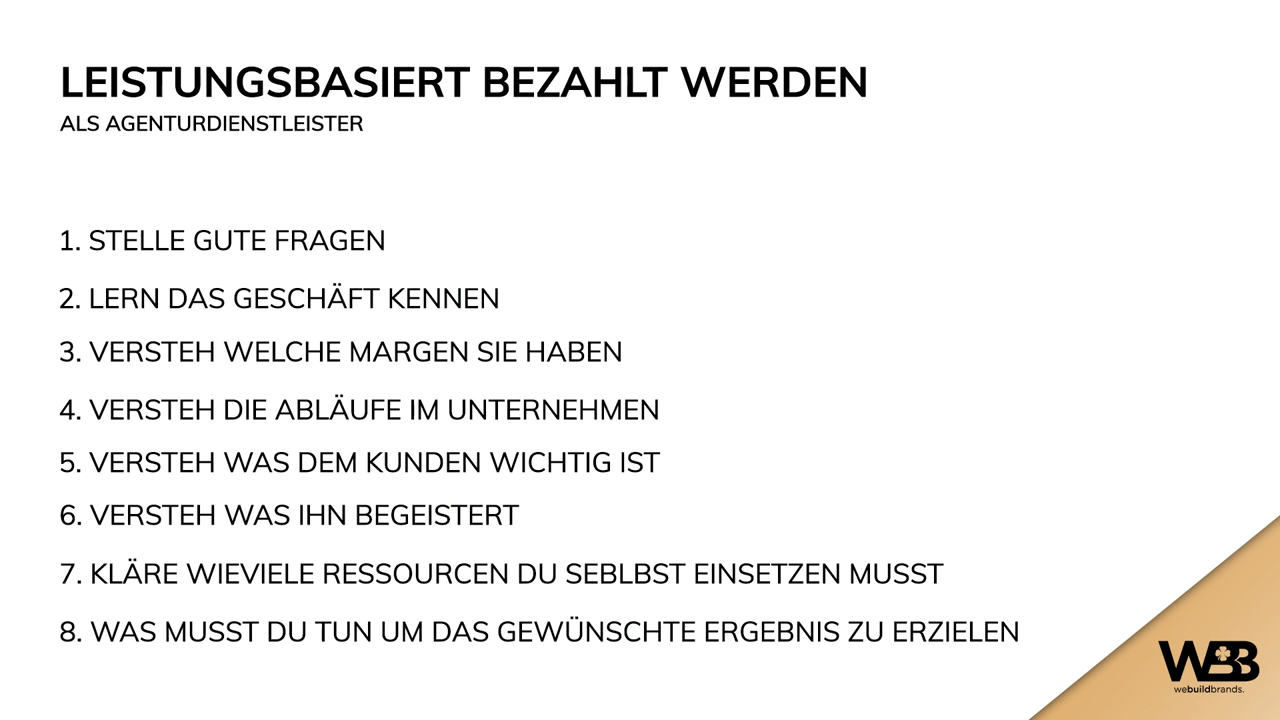 LEISTUNGSBASIERT BEZAHLT WERDEN
ALS AGENTURDIENSTLEISTER
1. STELLE GUTE FRAGEN
2. LERN DAS GESCHÄFT KENNEN
3. VERSTEH WELCHE MARGEN SIE HABEN
4. VERSTEH DIE ABLÄUFE IM UNTERNEHMEN
5. VERSTEH WAS DEM KUNDEN WICHTIG IST
6. VERSTEH WAS IHN BEGEISTERT
7. KLÄRE WIEVIELE RESSOURCEN DU SEBLBST EINSETZEN MUSST
8. WAS MUSST DU TUN UM DAS GEWÜNSCHTE ERGEBNIS ZU ERZIELEN
WBB
webuildbrands.